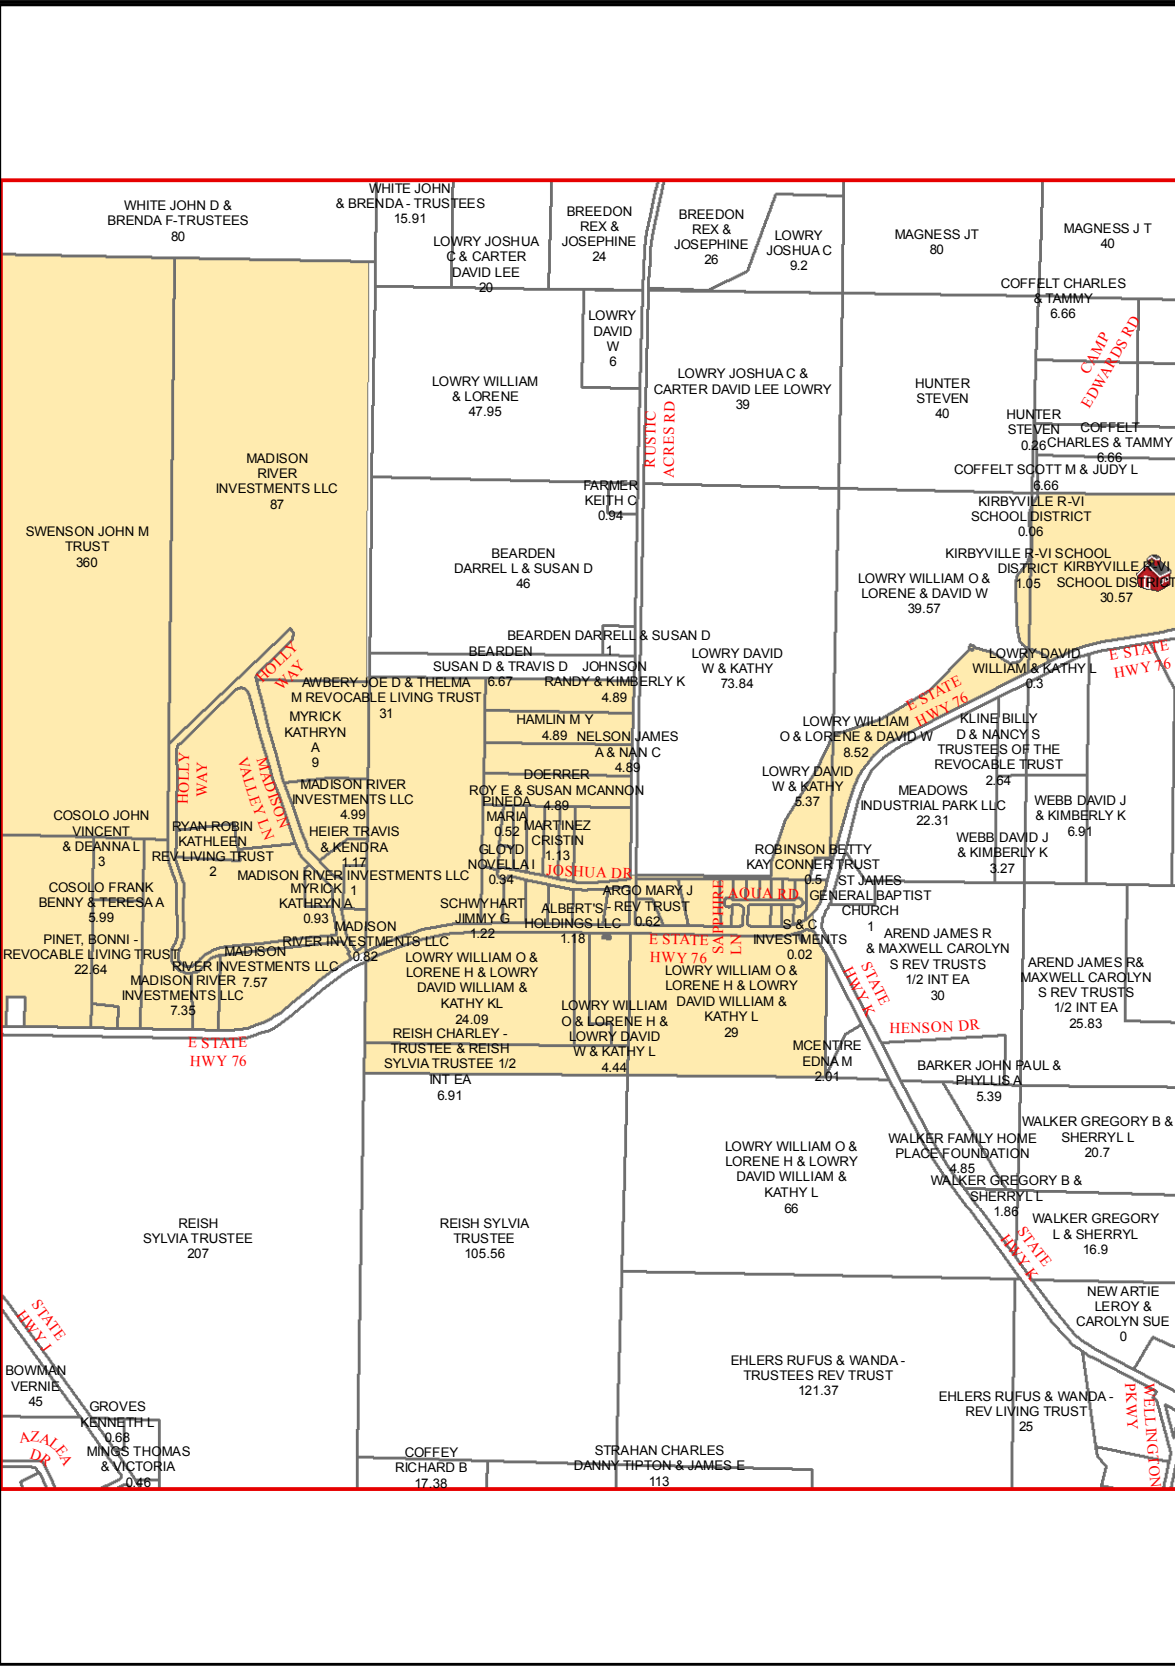 WHITE JOHN D &
BRENDA F-TRUSTEES
80
WHITE JOHN
& BRENDA - TRUSTEES
15.91
LOWRY JOSHUA
C & CARTER
DAVID LEE
20
BREEDON
REX &
JOSEPHINE
24
BREEDON
REX &
JOSEPHINE
26
LOWRY
JOSHUA C
9.2
MAGNESS JT
80
MAGNESS J T
40
COFFELT CHARLES
& TAMMY
6.66
CAMP
EDWARDS RD
LOWRY
DAVID
W
6
LOWRY WILLIAM
& LORENE
47.95
LOWRY JOSHUA C &
CARTER DAVID LEE LOWRY
39
RUSTIC
ACRES RD
HUNTER
STEVEN
40
HUNTER
STEVEN
0.26
COFFELT
CHARLES & TAMMY
6.66
COFFELT SCOTT M & JUDY L
6.66
MADISON
RIVER
INVESTMENTS LLC
87
SWENSON JOHN M
TRUST
360
FARMER
KEITH C
0.94
KIRBYVILLE R-VI
SCHOOL DISTRICT
0.06
KIRBYVILLE R-VI SCHOOL
DISTRICT
1.05
KIRBYVILLE R-VI
SCHOOL DISTRICT
30.57
BEARDEN
DARRELL L & SUSAN D
46
LOWRY WILLIAM O &
LORENE & DAVID W
39.57
BEARDEN DARRELL & SUSAN D
1
BEARDEN
SUSAN D & TRAVIS D
6.67
JOHNSON
RANDY & KIMBERLY K
4.89
LOWRY DAVID
W & KATHY
73.84
LOWRY DAVID
WILLIAM & KATHY L
0.3
E STATE
HWY 76
E STATE
HWY 76
HOLLY
WAY
AWBERY JOE D & THELMA
M REVOCABLE LIVING TRUST
31
MYRICK
KATHRYN
A
9
HAMLIN M Y
4.89
NELSON JAMES
A & NAN C
4.89
LOWRY WILLIAM
O & LORENE & DAVID W
8.52
KLINE BILLY
D & NANCY S
TRUSTEES OF THE
REVOCABLE TRUST
2.64
HOLLY
WAY
MADISON
VALLEY LN
MADISON RIVER
INVESTMENTS LLC
4.99
DOERRER
ROY E & SUSAN MCANNON
4.89
LOWRY DAVID
W & KATHY
5.37
MEADOWS
INDUSTRIAL PARK LLC
22.31
WEBB DAVID J
& KIMBERLY K
6.91
COSOLO JOHN
VINCENT
& DEANNA L
3
RYAN ROBIN
KATHLEEN
REV LIVING TRUST
2
HEIER TRAVIS
& KENDRA
1.17
PINEDA
MARIA
0.52
MARTINEZ
CRISTIN
1.13
GLOYD
NOVELLA I
0.34
WEBB DAVID J
& KIMBERLY K
3.27
ROBINSON BETTY
KAY CONNER TRUST
0.5
JOSHUA DR
COSOLO FRANK
BENNY & TERESA A
5.99
MADISON RIVER INVESTMENTS LLC
1
MYRICK
KATHRYN A
0.93
SCHWYHART
JIMMY G
1.22
ALBERT'S
HOLDINGS LLC
1.18
ARGO MARY J
- REV TRUST
0.62
SAPPHIRE
LN
AQUA RD
ST JAMES
GENERAL BAPTIST
CHURCH
1
PINET, BONNI -
REVOCABLE LIVING TRUST
22.64
MADISON
RIVER INVESTMENTS LLC
7.57
MADISON
RIVER INVESTMENTS LLC
0.82
E STATE
HWY 76
S & C
INVESTMENTS
0.02
AREND JAMES R
& MAXWELL CAROLYN
S REV TRUSTS
1/2 INT EA
30
AREND JAMES R&
MAXWELL CAROLYN
S REV TRUSTS
1/2 INT EA
25.83
MADISON RIVER
INVESTMENTS LLC
7.35
LOWRY WILLIAM O &
LORENE H & LOWRY
DAVID WILLIAM &
KATHY KL
24.09
LOWRY WILLIAM
O & LORENE H &
LOWRY DAVID
W & KATHY L
4.44
LOWRY WILLIAM O &
LORENE H & LOWRY
DAVID WILLIAM &
KATHY L
29
STATE
HWY K
HENSON DR
E STATE
HWY 76
REISH CHARLEY -
TRUSTEE & REISH
SYLVIA TRUSTEE 1/2
INT EA
6.91
MCENTIRE
EDNA M
2.01
BARKER JOHN PAUL &
PHYLLIS A
5.39
WALKER GREGORY B &
SHERRYL L
20.7
LOWRY WILLIAM O &
LORENE H & LOWRY
DAVID WILLIAM &
KATHY L
66
WALKER FAMILY HOME
PLACE FOUNDATION
4.85
WALKER GREGORY B &
SHERRYL L
1.86
WALKER GREGORY
L & SHERRYL
16.9
STATE
HWY K
REISH
SYLVIA TRUSTEE
207
REISH SYLVIA
TRUSTEE
105.56
NEW ARTIE
LEROY &
CAROLYN SUE
0
STATE
HWY J
BOWMAN
VERNIE
45
EHLERS RUFUS & WANDA -
TRUSTEES REV TRUST
121.37
EHLERS RUFUS & WANDA -
REV LIVING TRUST
25
WELLINGTON
PKWY
GROVES
KENNETH L
0.68
AZALEA
DR
MINGS THOMAS
& VICTORIA
0.46
COFFEY
RICHARD B
17.38
STRAHAN CHARLES
DANNY TIPTON & JAMES E
113